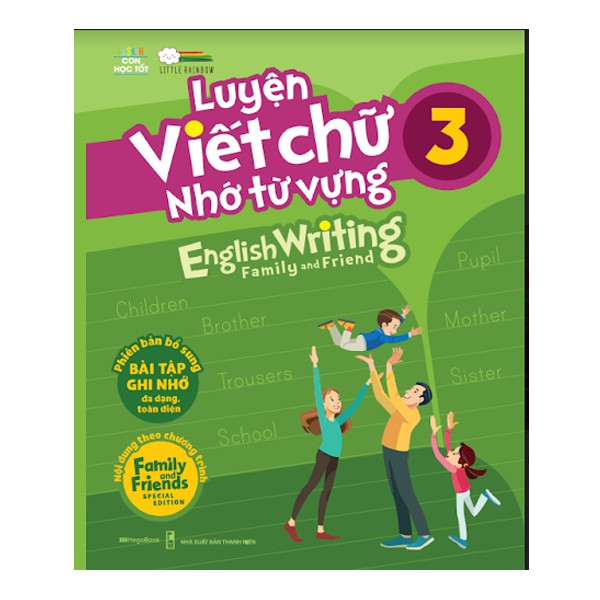 CON
HỌC TỐT
LITTLE RAINBOW
Luyện
Viết chữ
Nhớ từ vựng
3
English Writing
Family and Friend
Pupil
Children
Brother
Mother
Trousers
Sister
School
Phiên bản bổ sung
BÀI TẬP
GHI NHỚ
đa dạng,
toàn diện
Nội dung theo chương trình
Family
and
Friends
SPECIAL
EDITION
MegaBook
NHÀ XUẤT BẢN THANH NIÊN